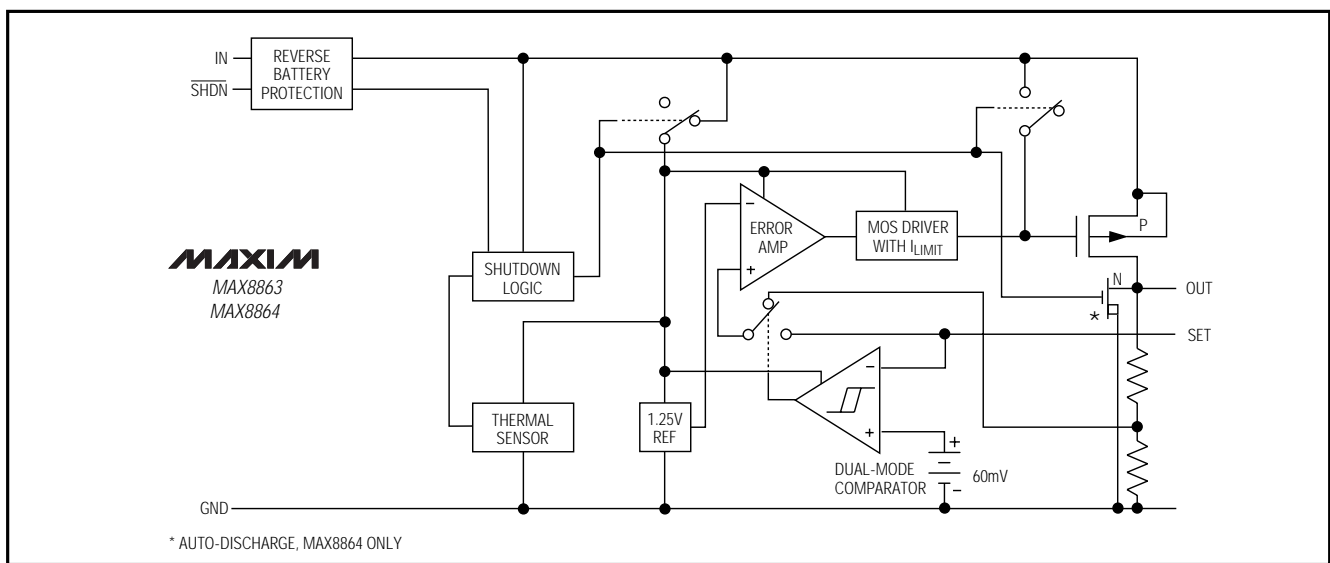 IN
SHDN
REVERSE
BATTERY
PROTECTION
MAXIM
MAX8863
MAX8864
SHUTDOWN
LOGIC
THERMAL
SENSOR
1.25V
REF
−
ERROR
AMP
+
MOS DRIVER
WITH ILIMIT
P
N
*
OUT
SET
−
+
DUAL-MODE
COMPARATOR
+
−
60mV
GND
* AUTO-DISCHARGE, MAX8864 ONLY